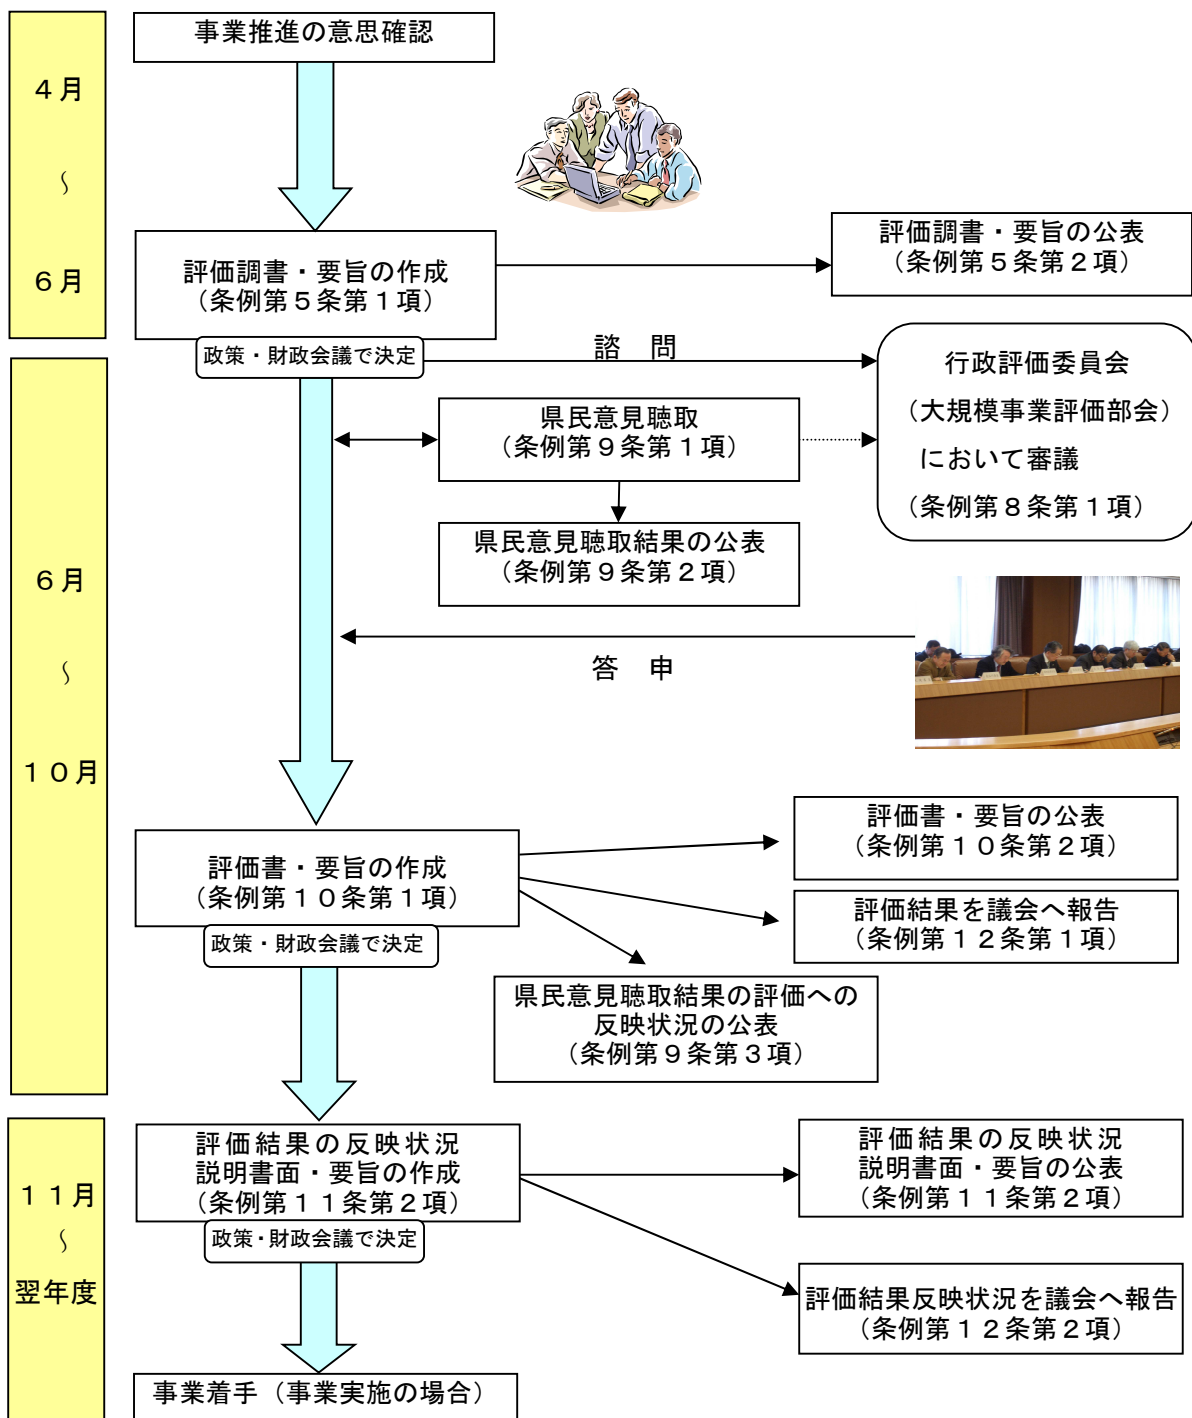 事業推進の意思確認
４月
～
６月
評価調書・要旨の作成
（条例第５条第１項）
政策・財政会議で決定
評価調書・要旨の公表
（条例第５条第２項）
諮　問
行政評価委員会
（大規模事業評価部会）
において審議
（条例第８条第１項）
県民意見聴取
（条例第９条第１項）
県民意見聴取結果の公表
（条例第９条第２項）
答　申
６月
～
１０月
評価書・要旨の作成
（条例第１０条第１項）
政策・財政会議で決定
評価書・要旨の公表
（条例第１０条第２項）
評価結果を議会へ報告
（条例第１２条第１項）
県民意見聴取結果の評価への
反映状況の公表
（条例第９条第３項）
１１月
～
翌年度
評価結果の反映状況
説明書面・要旨の作成
（条例第１１条第２項）
政策・財政会議で決定
評価結果の反映状況
説明書面・要旨の公表
（条例第１１条第２項）
評価結果反映状況を議会へ報告
（条例第１２条第２項）
事業着手（事業実施の場合）